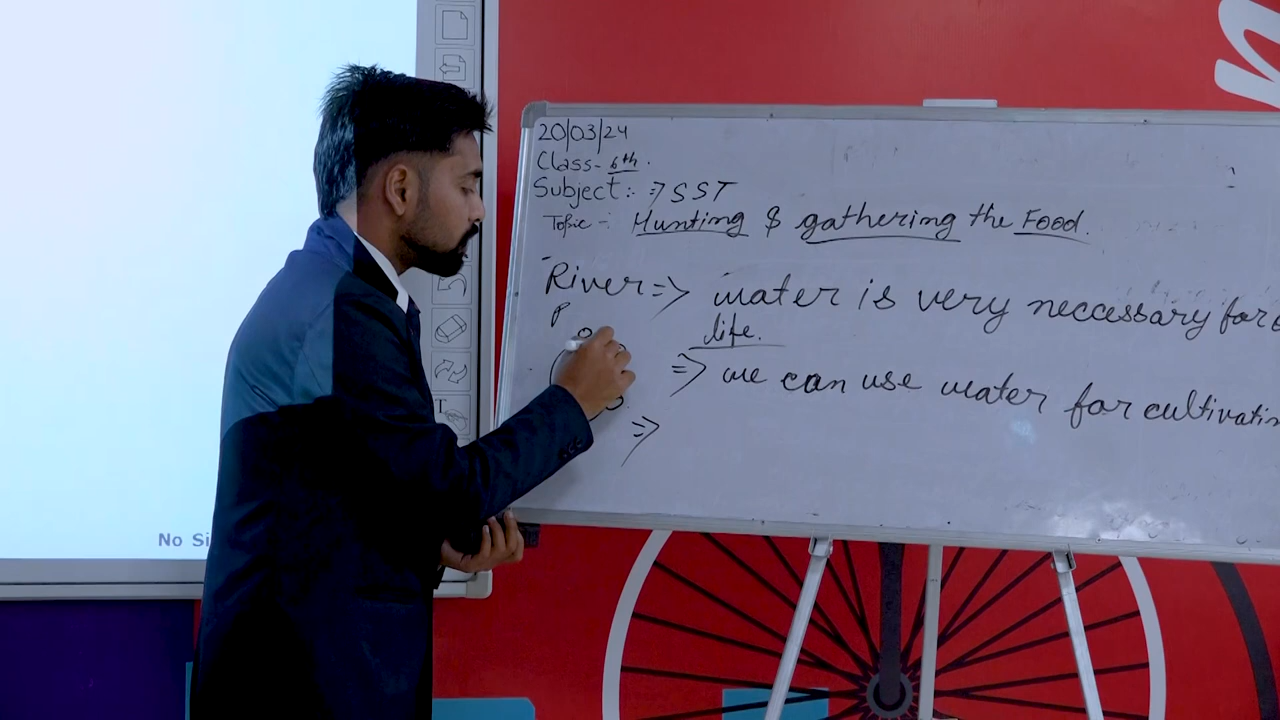 20/03/24
Class- 6th.
Subject:- => SST
Topic -: Hunting & gathering the Food.
River => water is very neccessary for
life.
P
=> we can use water for cultivatin
=>
No Si
T